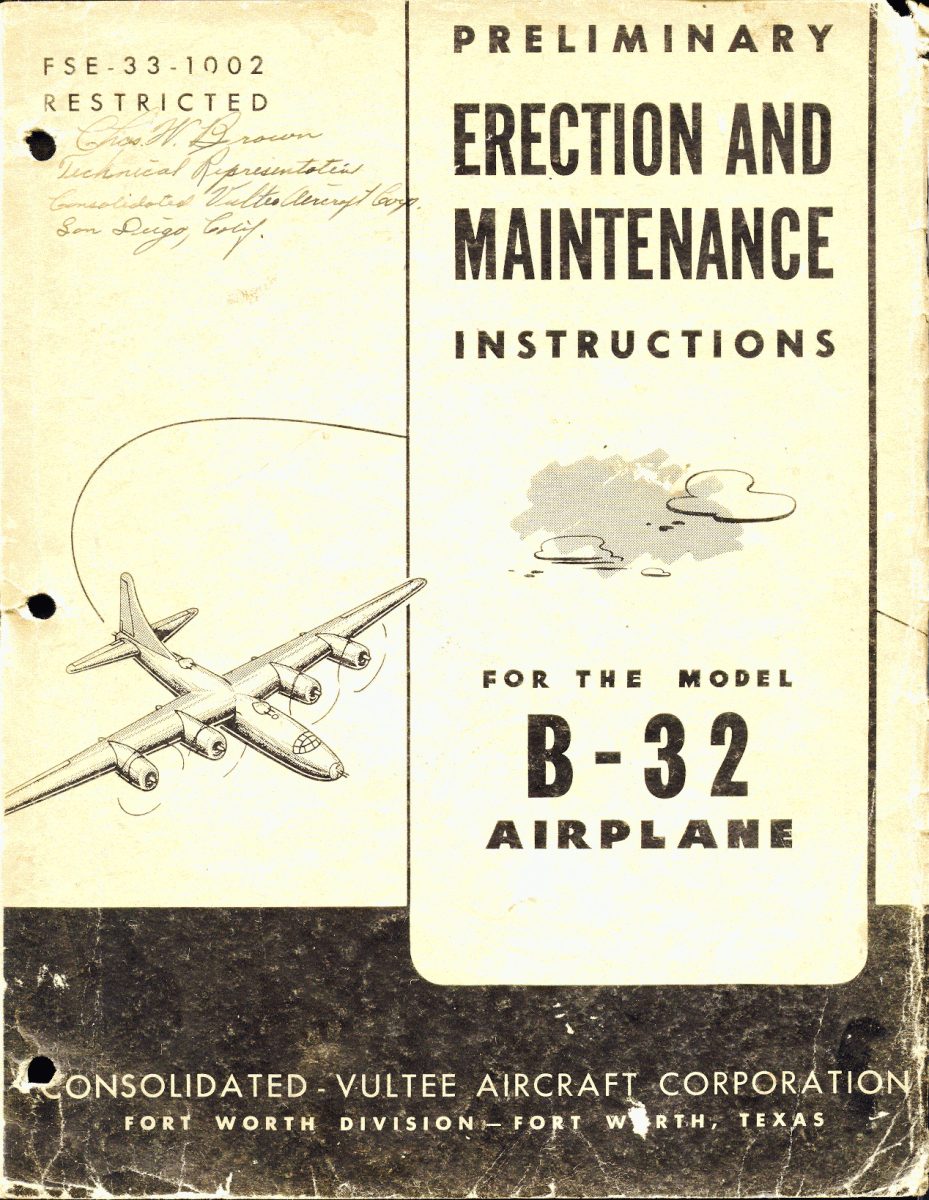 FSE-33-1002
RESTRICTED
Chas. W. Brown
Technical Representative
Consolidated Vultee Aircraft Corp.
San Diego, Calif.
PRELIMINARY
ERECTION AND
MAINTENANCE
INSTRUCTIONS
FOR THE MODEL
B-32
AIRPLANE
CONSOLIDATED-VULTEE AIRCRAFT CORPORATION
FORT WORTH DIVISION—FORT WORTH, TEXAS